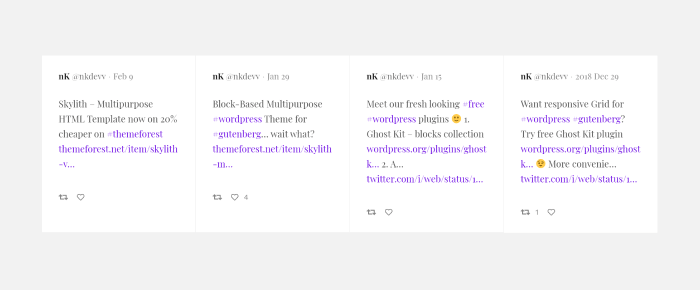 nK @nkdevv · Feb 9
Skylith – Multipurpose
HTML Template now on 20%
cheaper on #themeforest
themeforest.net/item/skylith
-v…
nK @nkdevv · Jan 29
Block-Based Multipurpose
#wordpress Theme for
#gutenberg… wait what?
themeforest.net/item/skylith
-m…
4
nK @nkdevv · Jan 15
Meet our fresh looking #free
#wordpress plugins 🙂 1.
Ghost Kit – blocks collection
wordpress.org/plugins/ghost
k… 2. A…
twitter.com/i/web/status/1…
nK @nkdevv · 2018 Dec 29
Want responsive Grid for
#wordpress #gutenberg?
Try free Ghost Kit plugin
wordpress.org/plugins/ghost
k… 😉 More convenie…
twitter.com/i/web/status/1…
1